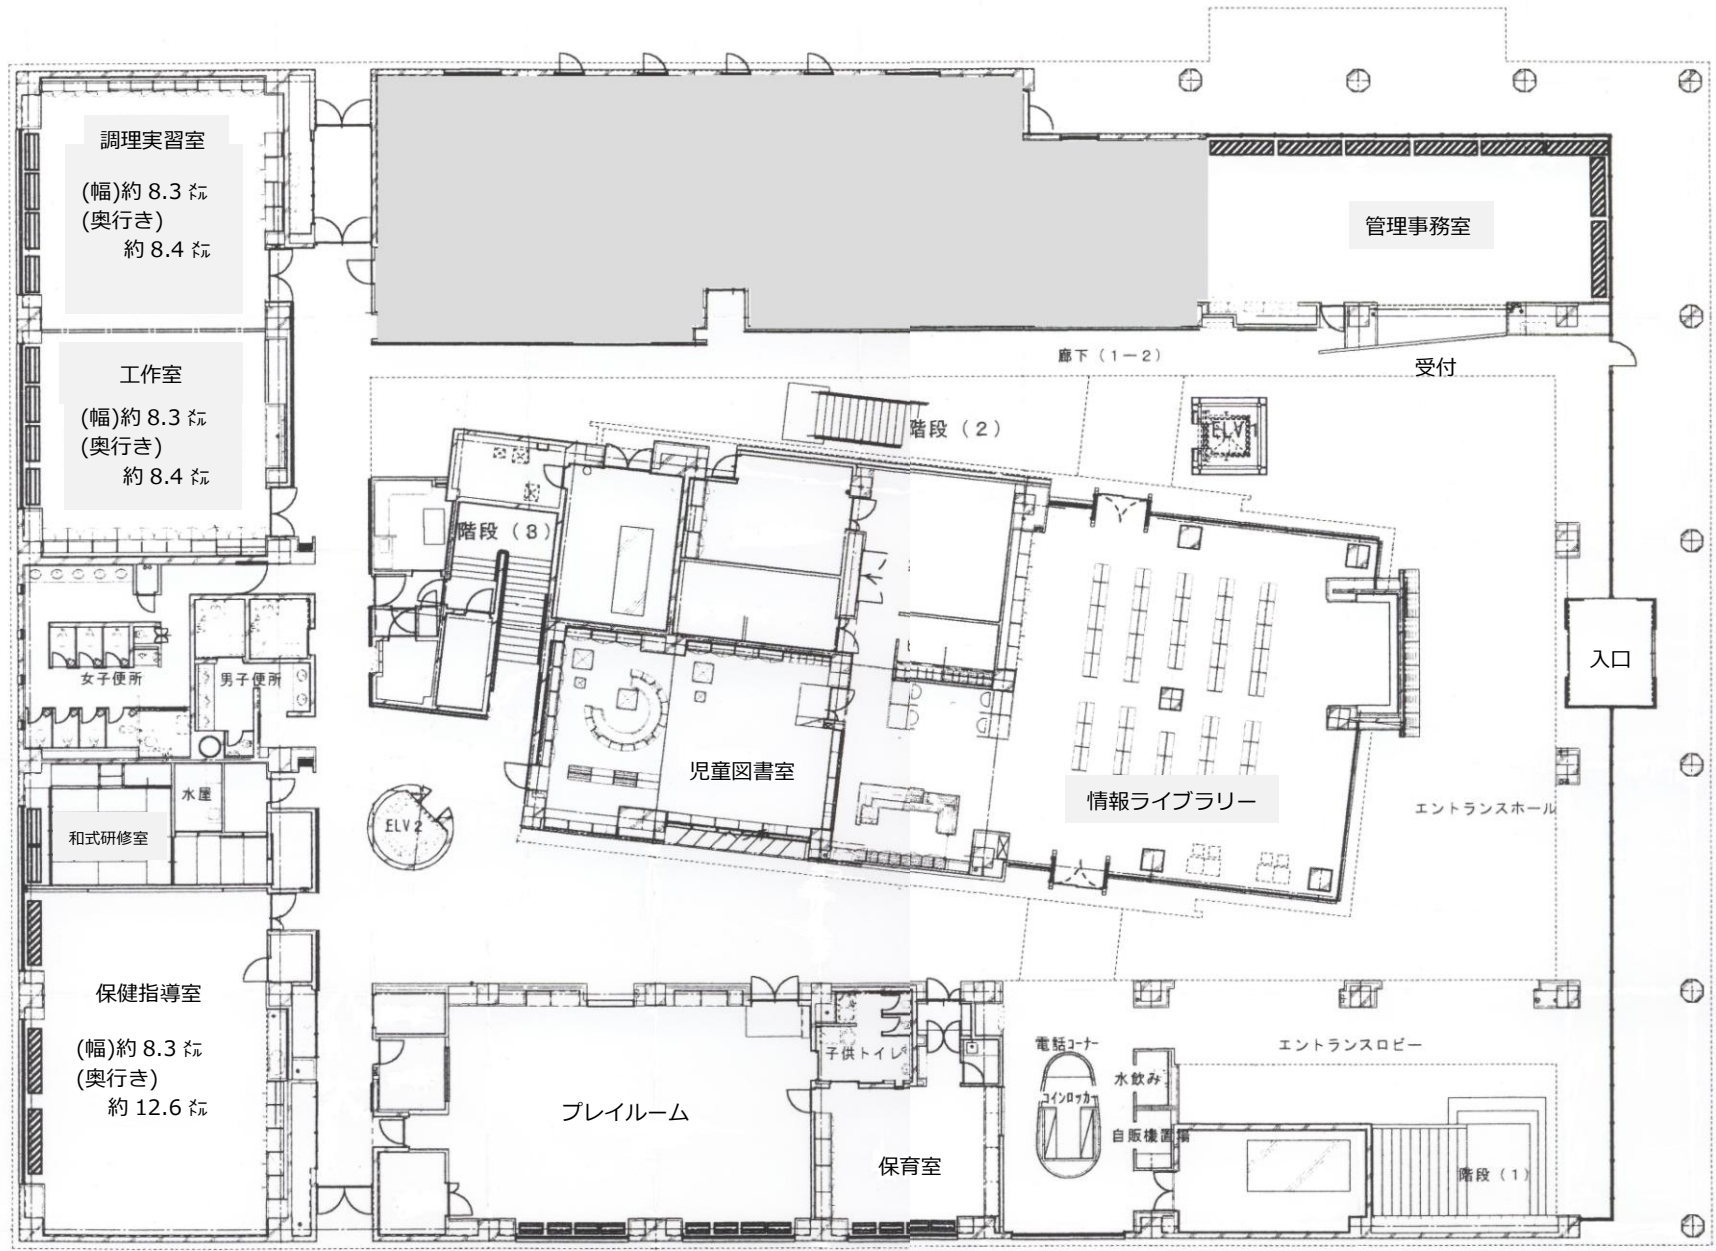 調理実習室
(幅)約 8.3 ㍍
(奥行き)
約 8.4 ㍍
管理事務室
廊下（1－2）
受付
工作室
(幅)約 8.3 ㍍
(奥行き)
約 8.4 ㍍
階段（2）
ELV 1
階段（3）
女子便所
男子便所
入口
児童図書室
情報ライブラリー
エントランスホール
水屋
和式研修室
ELV2
保健指導室
(幅)約 8.3 ㍍
(奥行き)
約 12.6 ㍍
子供トイレ
電話コーナー
エントランスロビー
水飲み
コインロッカー
プレイルーム
自販機置場
保育室
階段（1）